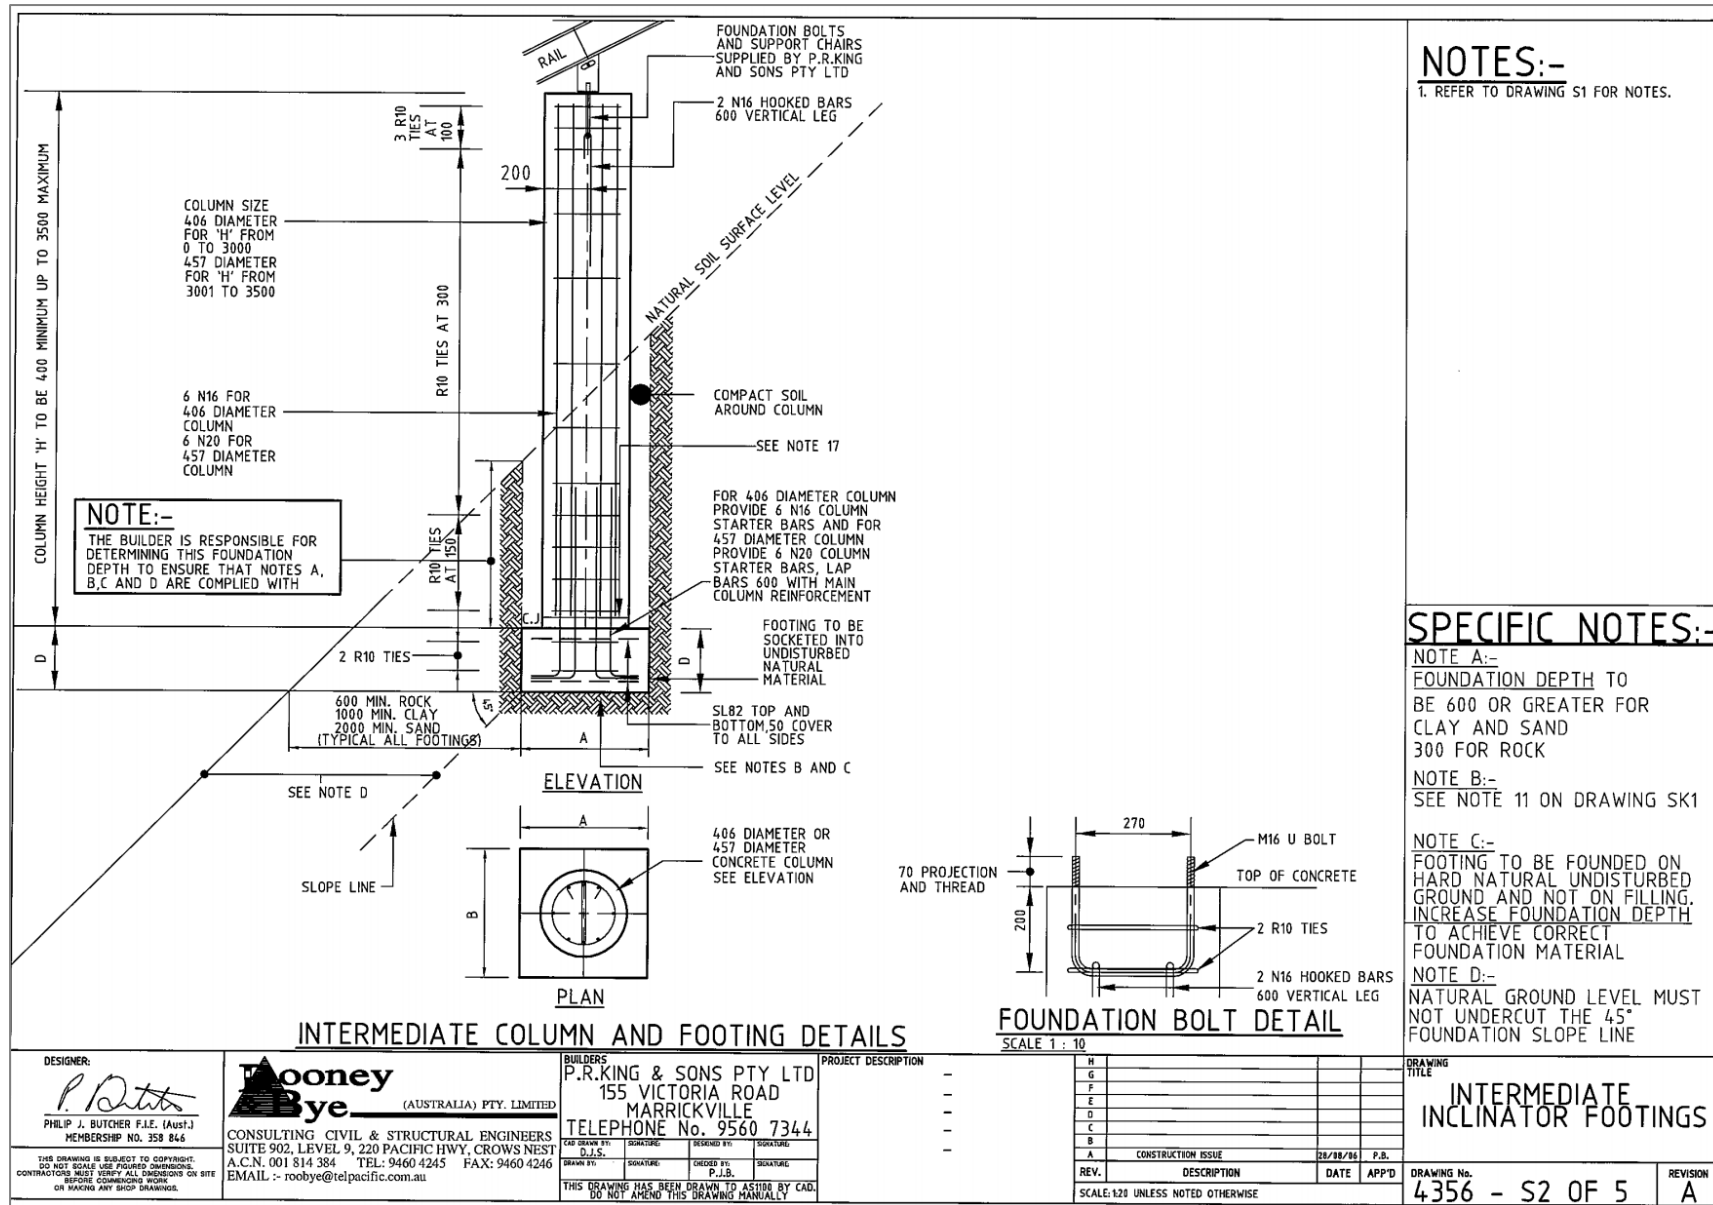 RAIL
FOUNDATION BOLTS
AND SUPPORT CHAIRS
SUPPLIED BY P.R.KING
AND SONS PTY LTD
2 N16 HOOKED BARS
600 VERTICAL LEG
3 R10
TIES
AT
100
200
COLUMN HEIGHT 'H' TO BE 400 MINIMUM UP TO 3500 MAXIMUM
COLUMN SIZE
406 DIAMETER
FOR 'H' FROM
0 TO 3000
457 DIAMETER
FOR 'H' FROM
3001 TO 3500
R10 TIES AT 300
NATURAL SOIL SURFACE LEVEL
6 N16 FOR
406 DIAMETER
COLUMN
6 N20 FOR
457 DIAMETER
COLUMN
COMPACT SOIL
AROUND COLUMN
SEE NOTE 17
NOTE:-
THE BUILDER IS RESPONSIBLE FOR
DETERMINING THIS FOUNDATION
DEPTH TO ENSURE THAT NOTES A,
B,C AND D ARE COMPLIED WITH
R10 TIES
AT 150
FOR 406 DIAMETER COLUMN
PROVIDE 6 N16 COLUMN
STARTER BARS AND FOR
457 DIAMETER COLUMN
PROVIDE 6 N20 COLUMN
STARTER BARS, LAP
BARS 600 WITH MAIN
COLUMN REINFORCEMENT
C.J
FOOTING TO BE
SOCKETED INTO
UNDISTURBED
NATURAL
MATERIAL
D
2 R10 TIES
D
600 MIN. ROCK
1000 MIN. CLAY
2000 MIN. SAND
(TYPICAL ALL FOOTINGS)
45°
SL82 TOP AND
BOTTOM,50 COVER
TO ALL SIDES
A
SEE NOTES B AND C
ELEVATION
SEE NOTE D
SLOPE LINE
A
B
406 DIAMETER OR
457 DIAMETER
CONCRETE COLUMN
SEE ELEVATION
PLAN
INTERMEDIATE COLUMN AND FOOTING DETAILS
270
M16 U BOLT
70 PROJECTION
AND THREAD
TOP OF CONCRETE
200
2 R10 TIES
2 N16 HOOKED BARS
600 VERTICAL LEG
FOUNDATION BOLT DETAIL
SCALE 1 : 10
NOTES:-
1. REFER TO DRAWING S1 FOR NOTES.
SPECIFIC NOTES:-
NOTE A:-
FOUNDATION DEPTH TO
BE 600 OR GREATER FOR
CLAY AND SAND
300 FOR ROCK
NOTE B:-
SEE NOTE 11 ON DRAWING SK1
NOTE C:-
FOOTING TO BE FOUNDED ON
HARD NATURAL UNDISTURBED
GROUND AND NOT ON FILLING.
INCREASE FOUNDATION DEPTH
TO ACHIEVE CORRECT
FOUNDATION MATERIAL
NOTE D:-
NATURAL GROUND LEVEL MUST
NOT UNDERCUT THE 45°
FOUNDATION SLOPE LINE
DESIGNER:
PHILIP J. BUTCHER F.I.E. (Aust.)
MEMBERSHIP NO. 358 846
THIS DRAWING IS SUBJECT TO COPYRIGHT.
DO NOT SCALE USE FIGURED DIMENSIONS.
CONTRACTORS MUST VERIFY ALL DIMENSIONS ON SITE
BEFORE COMMENCING WORK
OR MAKING ANY SHOP DRAWINGS.
Rooney
& Bye
(AUSTRALIA) PTY. LIMITED
CONSULTING CIVIL & STRUCTURAL ENGINEERS
SUITE 902, LEVEL 9, 220 PACIFIC HWY, CROWS NEST
A.C.N. 001 814 384 TEL: 9460 4245 FAX: 9460 4246
EMAIL :- roobye@telpacific.com.au
BUILDERS
P.R.KING & SONS PTY LTD
155 VICTORIA ROAD
MARRICKVILLE
TELEPHONE No. 9560 7344
CAD DRAWN BY: SIGNATURE: DESIGNED BY: SIGNATURE:
D.J.S.
DRAWN BY: SIGNATURE: CHECKED BY: SIGNATURE:
P.J.B.
THIS DRAWING HAS BEEN DRAWN TO AS1100 BY CAD.
DO NOT AMEND THIS DRAWING MANUALLY
PROJECT DESCRIPTION
-
-
-
-
-
H
G
F
E
D
C
B
A CONSTRUCTION ISSUE 28/08/06 P.B.
REV. DESCRIPTION DATE APP'D
SCALE: 1:20 UNLESS NOTED OTHERWISE
DRAWING
TITLE
INTERMEDIATE
INCLINATOR FOOTINGS
DRAWING No.
4356 - S2 OF 5
REVISION
A